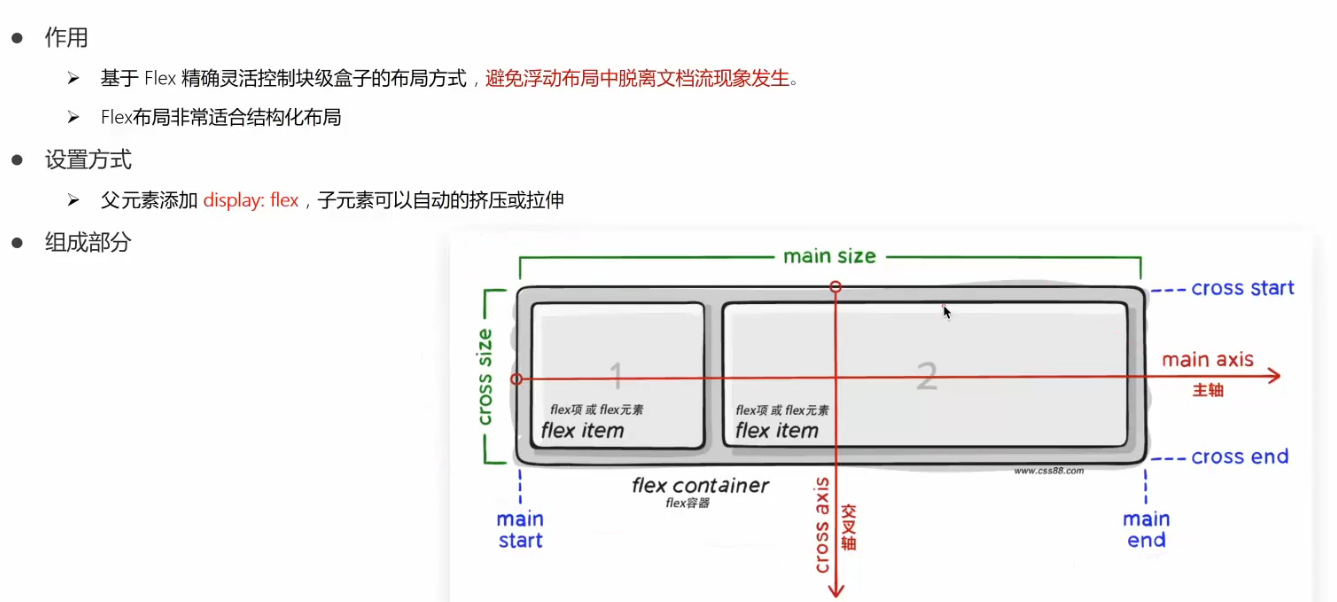 作用
基于 Flex 精确灵活控制块级盒子的布局方式，避免浮动布局中脱离文档流现象发生。
Flex布局非常适合结构化布局
设置方式
父元素添加 display: flex，子元素可以自动的挤压或拉伸
组成部分
main size
cross start
cross size
1
2
main axis
主轴
flex项 或 flex元素
flex item
flex项 或 flex元素
flex item
cross end
www.css88.com
flex container
flex容器
cross axis
交叉轴
main
start
main
end